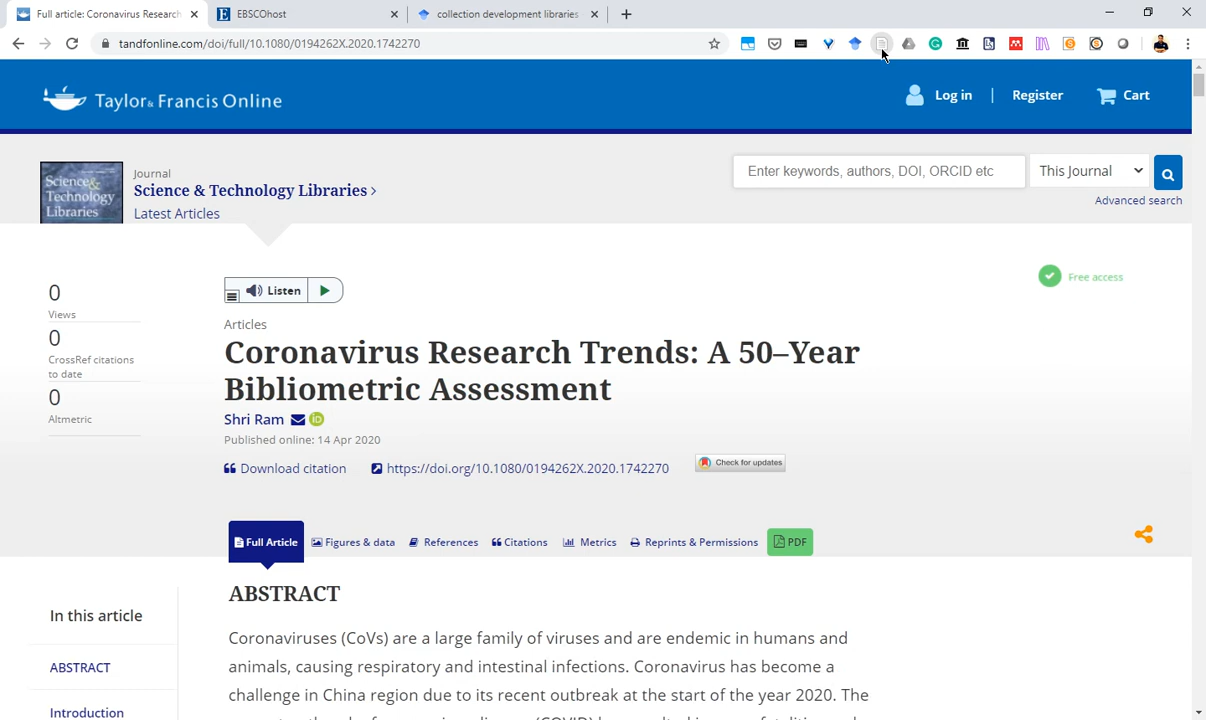 Full article: Coronavirus Research
EBSCOhost
collection development libraries
tandfonline.com/doi/full/10.1080/0194262X.2020.1742270
Taylor & Francis Online
Log in | Register
Cart
Science & Technology Libraries
Journal
Science & Technology Libraries >
Latest Articles
Enter keywords, authors, DOI, ORCID etc
This Journal
Advanced search
0
Views
0
CrossRef citations
to date
0
Altmetric
Listen
Free access
Articles
Coronavirus Research Trends: A 50–Year
Bibliometric Assessment
Shri Ram
iD
Published online: 14 Apr 2020
Download citation
https://doi.org/10.1080/0194262X.2020.1742270
Check for updates
Full Article
Figures & data
References
Citations
Metrics
Reprints & Permissions
PDF
In this article
ABSTRACT
Introduction
ABSTRACT
Coronaviruses (CoVs) are a large family of viruses and are endemic in humans and
animals, causing respiratory and intestinal infections. Coronavirus has become a
challenge in China region due to its recent outbreak at the start of the year 2020. The